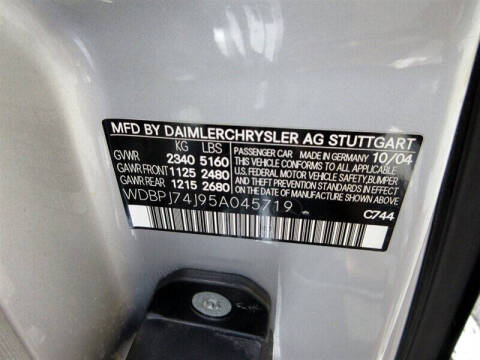 MFD BY DAIMLERCHRYSLER AG STUTTGART
KG LBS
GVWR 2340 5160
GAWR FRONT 1125 2480
GAWR REAR 1215 2680
PASSENGER CAR MADE IN GERMANY 10/04
THIS VEHICLE CONFORMS TO ALL APPLICABLE
U.S. FEDERAL MOTOR VEHICLE SAFETY,BUMPER
AND THEFT PREVENTION STANDARDS IN EFFECT
ON THE DATE OF MANUFACTURE SHOWN ABOVE
WDBPJ74J95A045719
C744